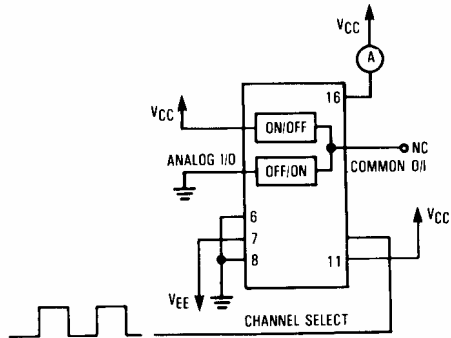 VCC
A
16
VCC
ON/OFF
NC
ANALOG I/O
OFF/ON
COMMON O/I
6
VCC
7
8
11
VEE
CHANNEL SELECT